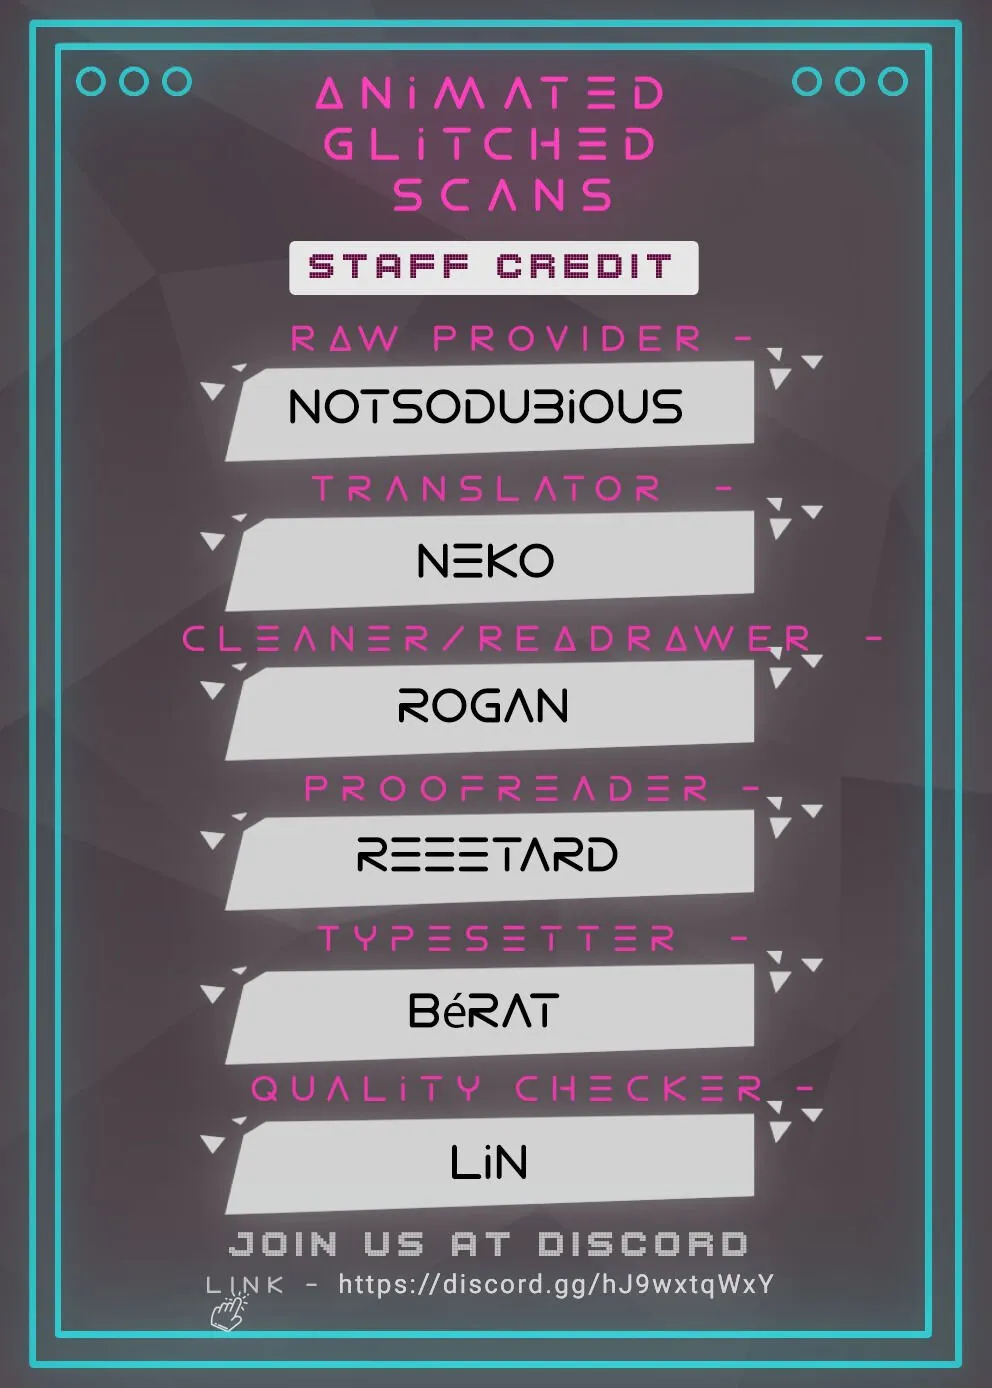 ANiMATED
GLiTCHED
SCANS
STAFF CREDIT
RAW PROVIDER -
NOTSODUBiOUS
TRANSLATOR -
NEKO
CLEANER/READRAWER -
ROGAN
PROOFREADER -
REEETARD
TYPESETTER -
BéRAT
QUALiTY CHECKER -
LiN
JOIN US AT DISCORD
LINK - https://discord.gg/hJ9wxtqWxY